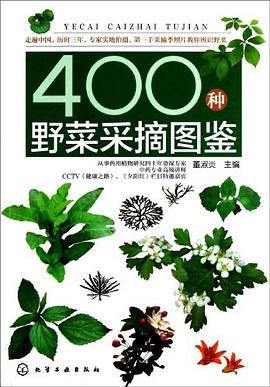 YECAI CAIZHAI TUJIAN
走遍中国，历时三年，专家实地拍摄，第一手采摘季照片教你辨识野菜
400种
野菜采摘图鉴
从事药用植物研究四十年资深专家
中药专业高级讲师
CCTV《健康之路》、《夕阳红》栏目特邀嘉宾
董淑炎 主编
化学工业出版社